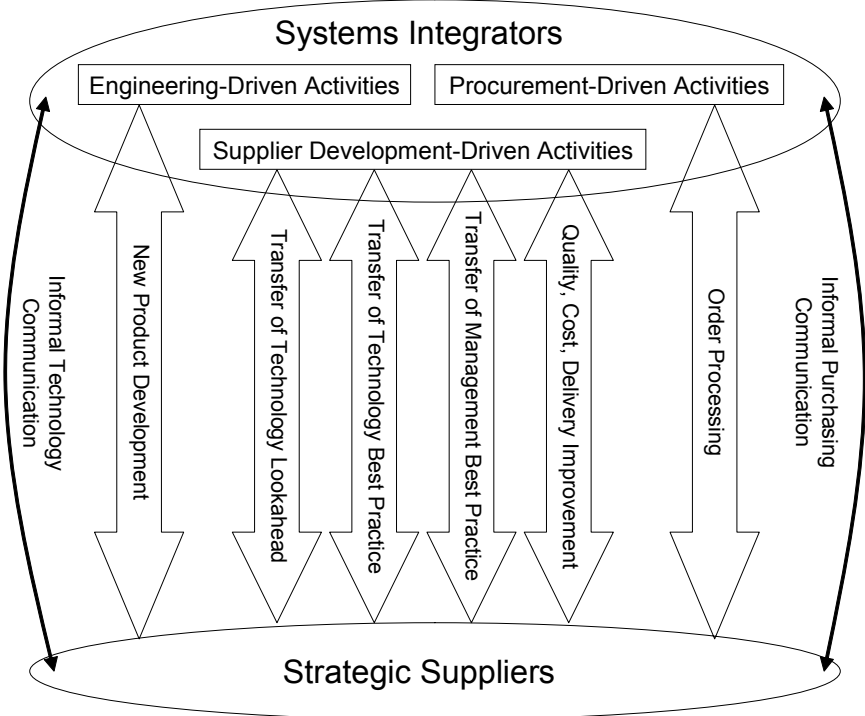 Systems Integrators
Engineering-Driven Activities
Procurement-Driven Activities
Supplier Development-Driven Activities
Informal Technology
Communication
New Product Development
Transfer of Technology Lookahead
Transfer of Technology Best Practice
Transfer of Management Best Practice
Quality, Cost, Delivery Improvement
Order Processing
Informal Purchasing
Communication
Strategic Suppliers